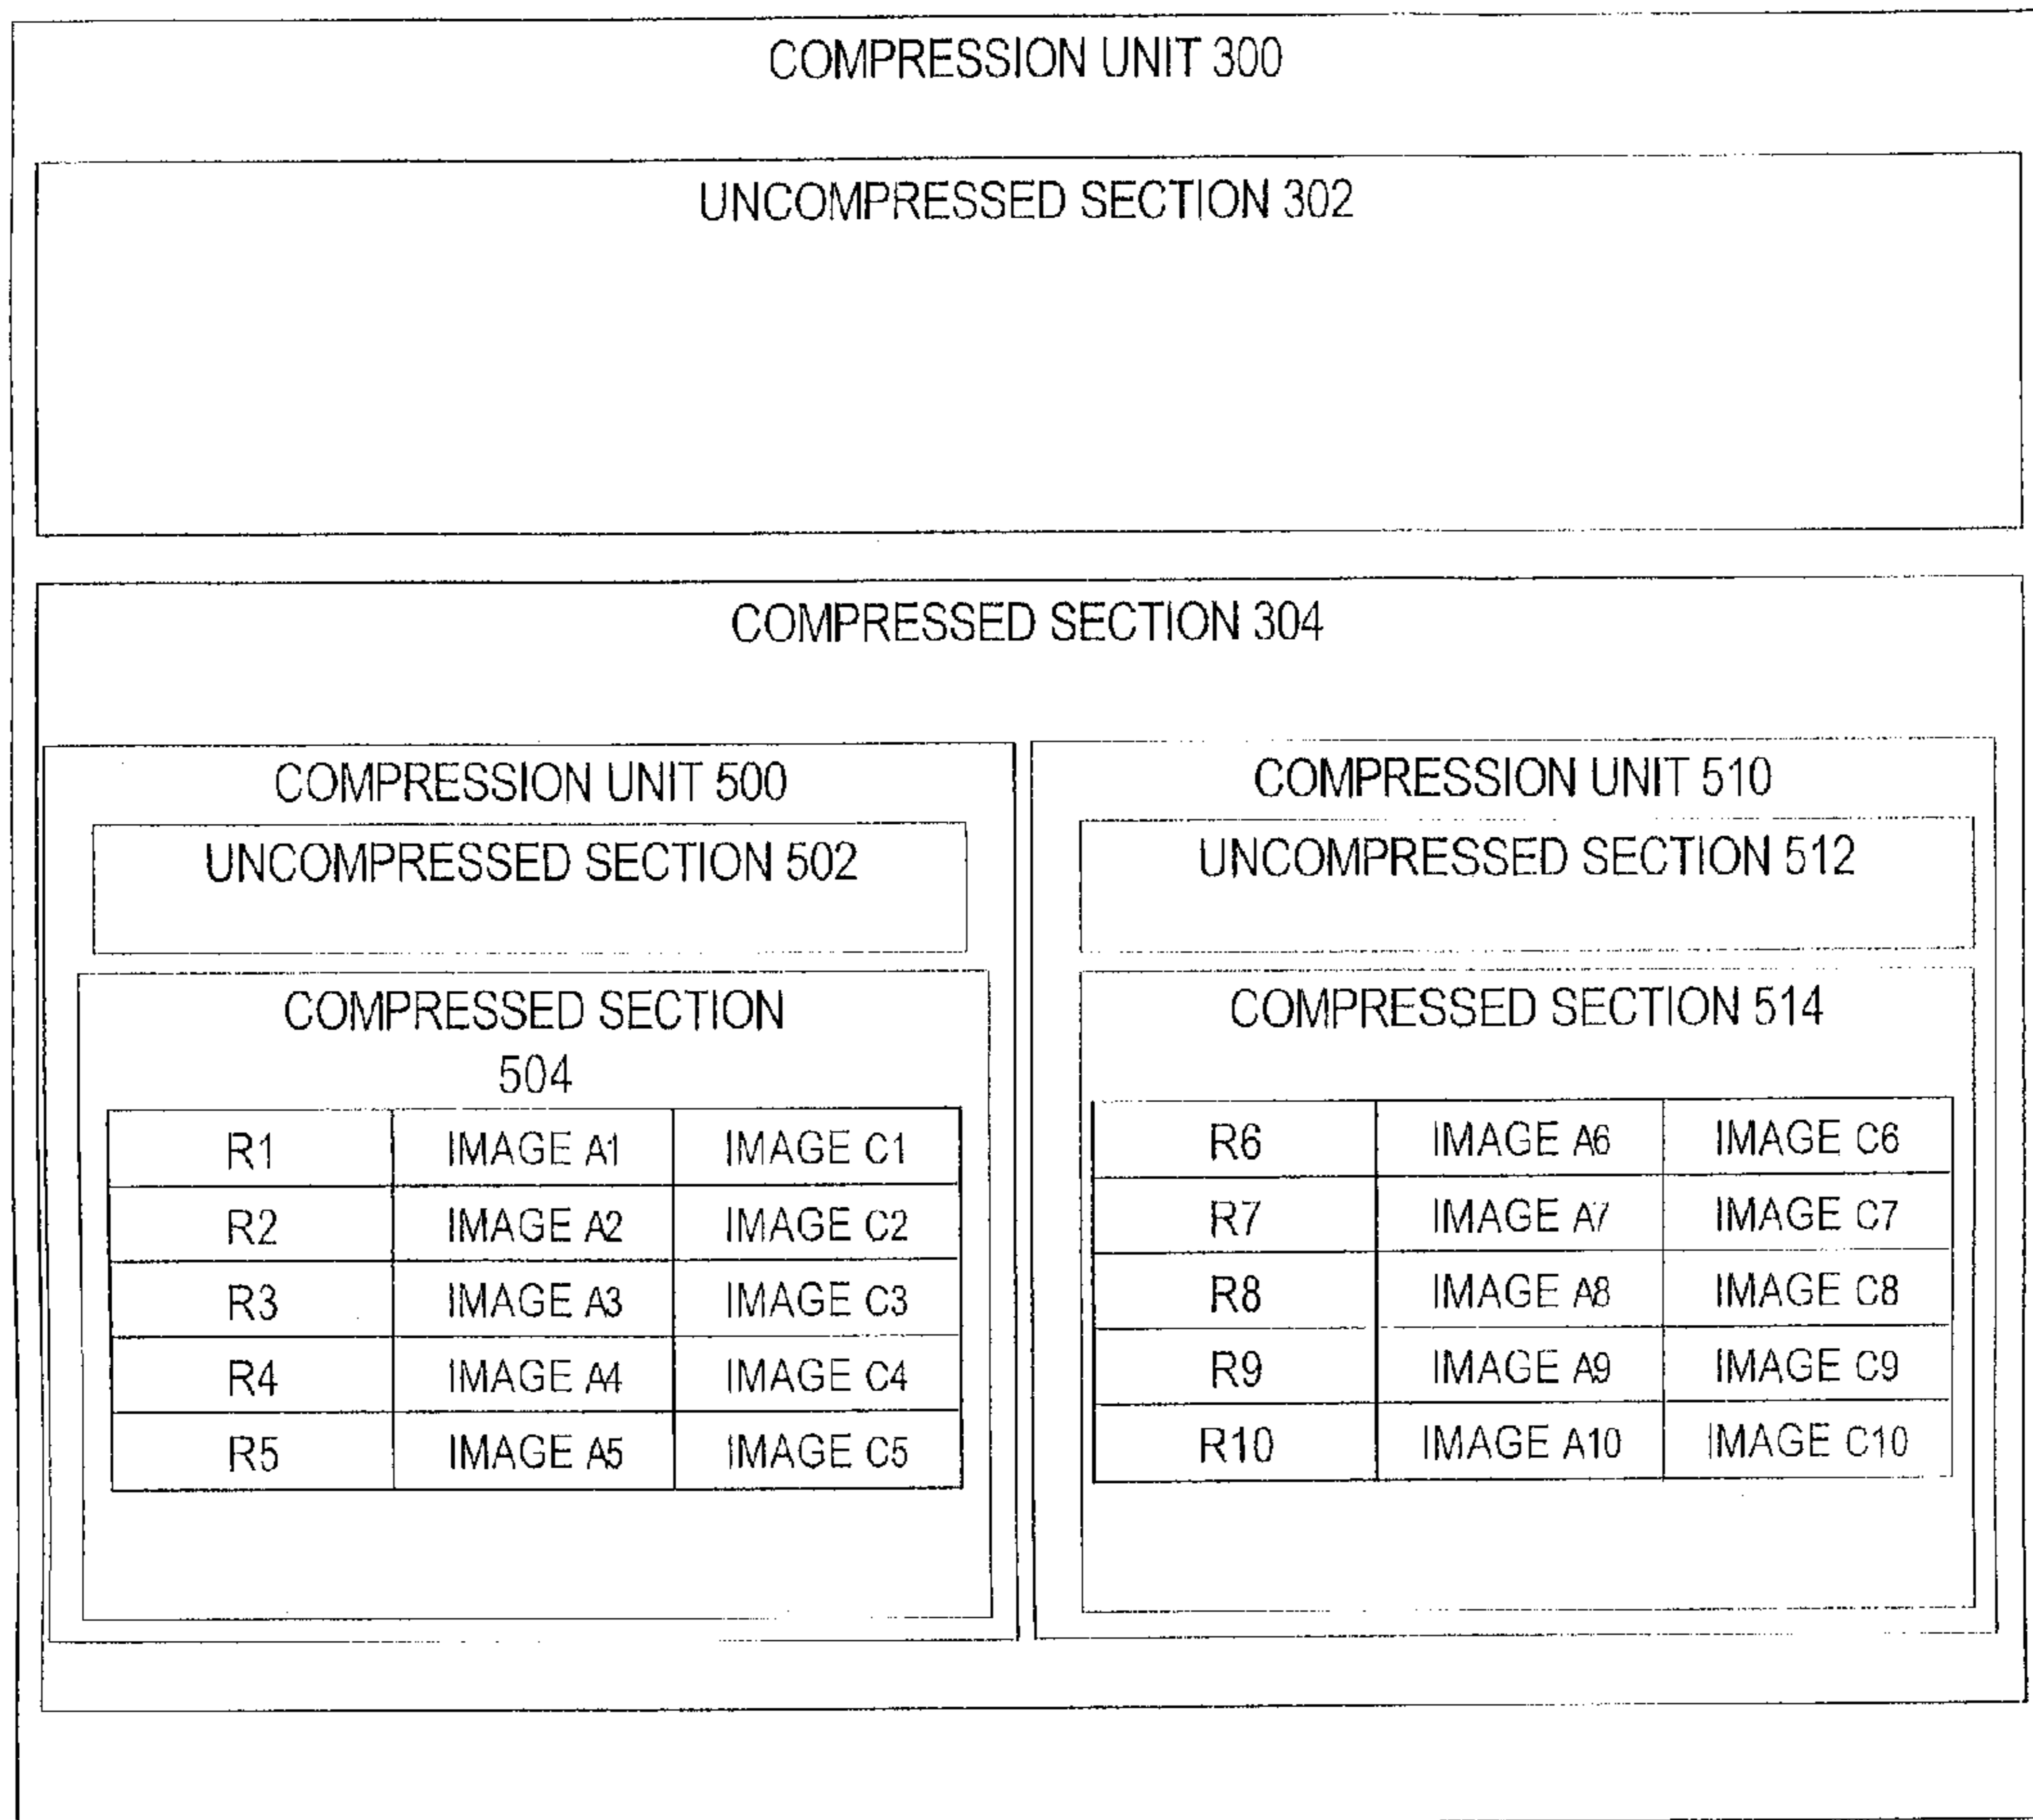 COMPRESSION UNIT 300
UNCOMPRESSED SECTION 302
COMPRESSED SECTION 304
COMPRESSION UNIT 500
UNCOMPRESSED SECTION 502
COMPRESSED SECTION
504
R1 IMAGE A1 IMAGE C1
R2 IMAGE A2 IMAGE C2
R3 IMAGE A3 IMAGE C3
R4 IMAGE A4 IMAGE C4
R5 IMAGE A5 IMAGE C5
COMPRESSION UNIT 510
UNCOMPRESSED SECTION 512
COMPRESSED SECTION 514
R6 IMAGE A6 IMAGE C6
R7 IMAGE A7 IMAGE C7
R8 IMAGE A8 IMAGE C8
R9 IMAGE A9 IMAGE C9
R10 IMAGE A10 IMAGE C10